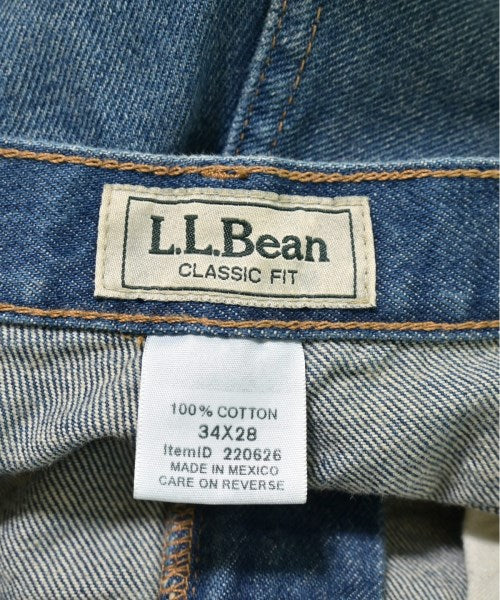 L.L.Bean
CLASSIC FIT
100% COTTON
34X28
ItemID 220626
MADE IN MEXICO
CARE ON REVERSE